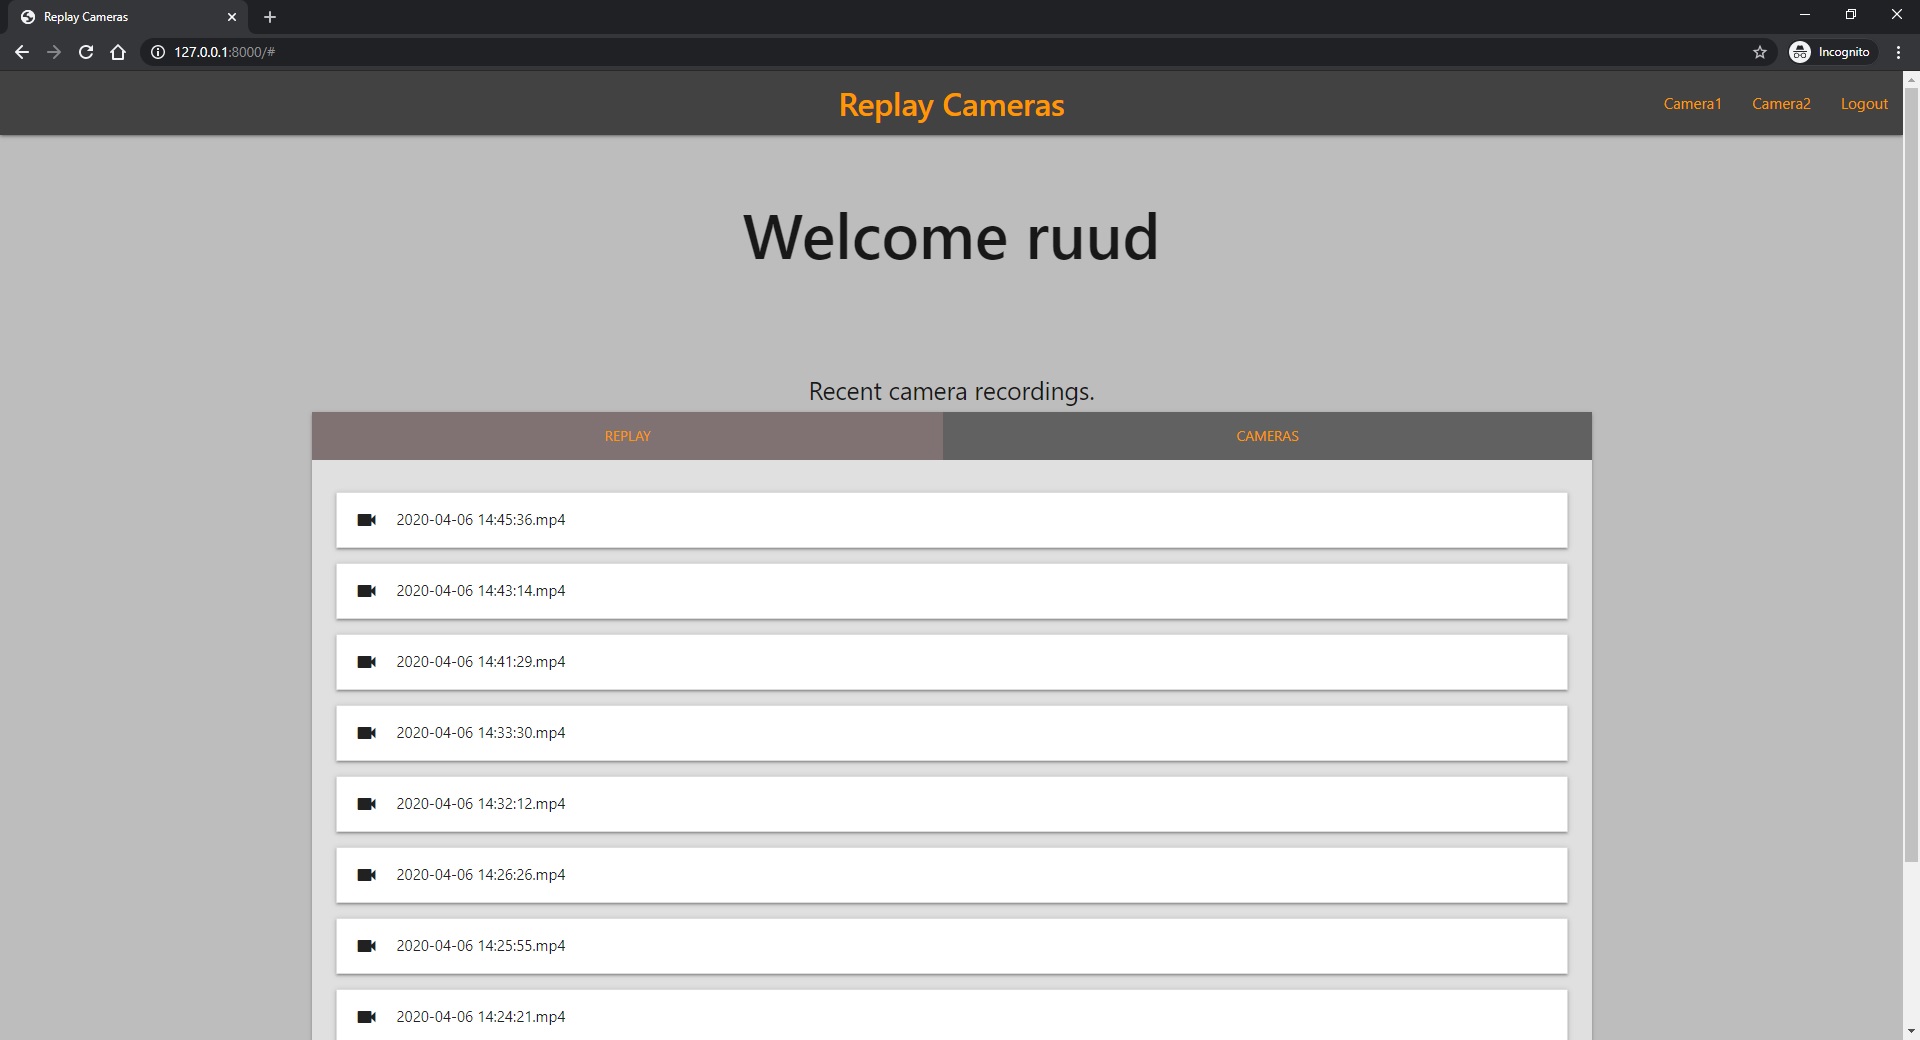 Replay Cameras
127.0.0.1:8000/#
Incognito
Replay Cameras
Camera1 Camera2 Logout
Welcome ruud
Recent camera recordings.
REPLAY CAMERAS
2020-04-06 14:45:36.mp4
2020-04-06 14:43:14.mp4
2020-04-06 14:41:29.mp4
2020-04-06 14:33:30.mp4
2020-04-06 14:32:12.mp4
2020-04-06 14:26:26.mp4
2020-04-06 14:25:55.mp4
2020-04-06 14:24:21.mp4